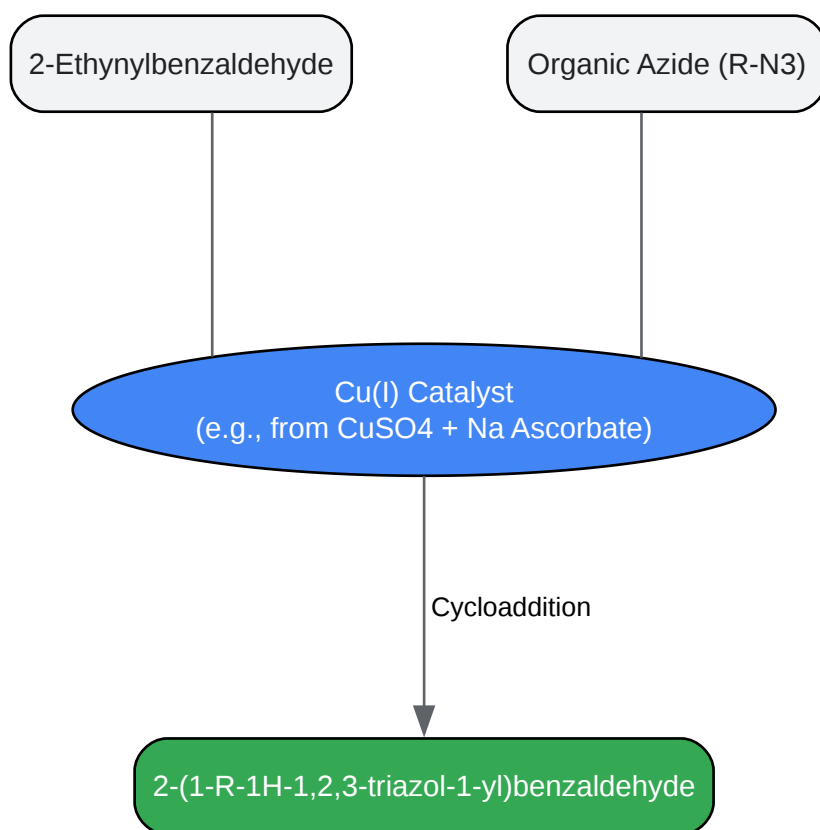 2-Ethynylbenzaldehyde
Organic Azide (R-N3)
Cu(I) Catalyst
(e.g., from CuSO4 + Na Ascorbate)
Cycloaddition
2-(1-R-1H-1,2,3-triazol-1-yl)benzaldehyde